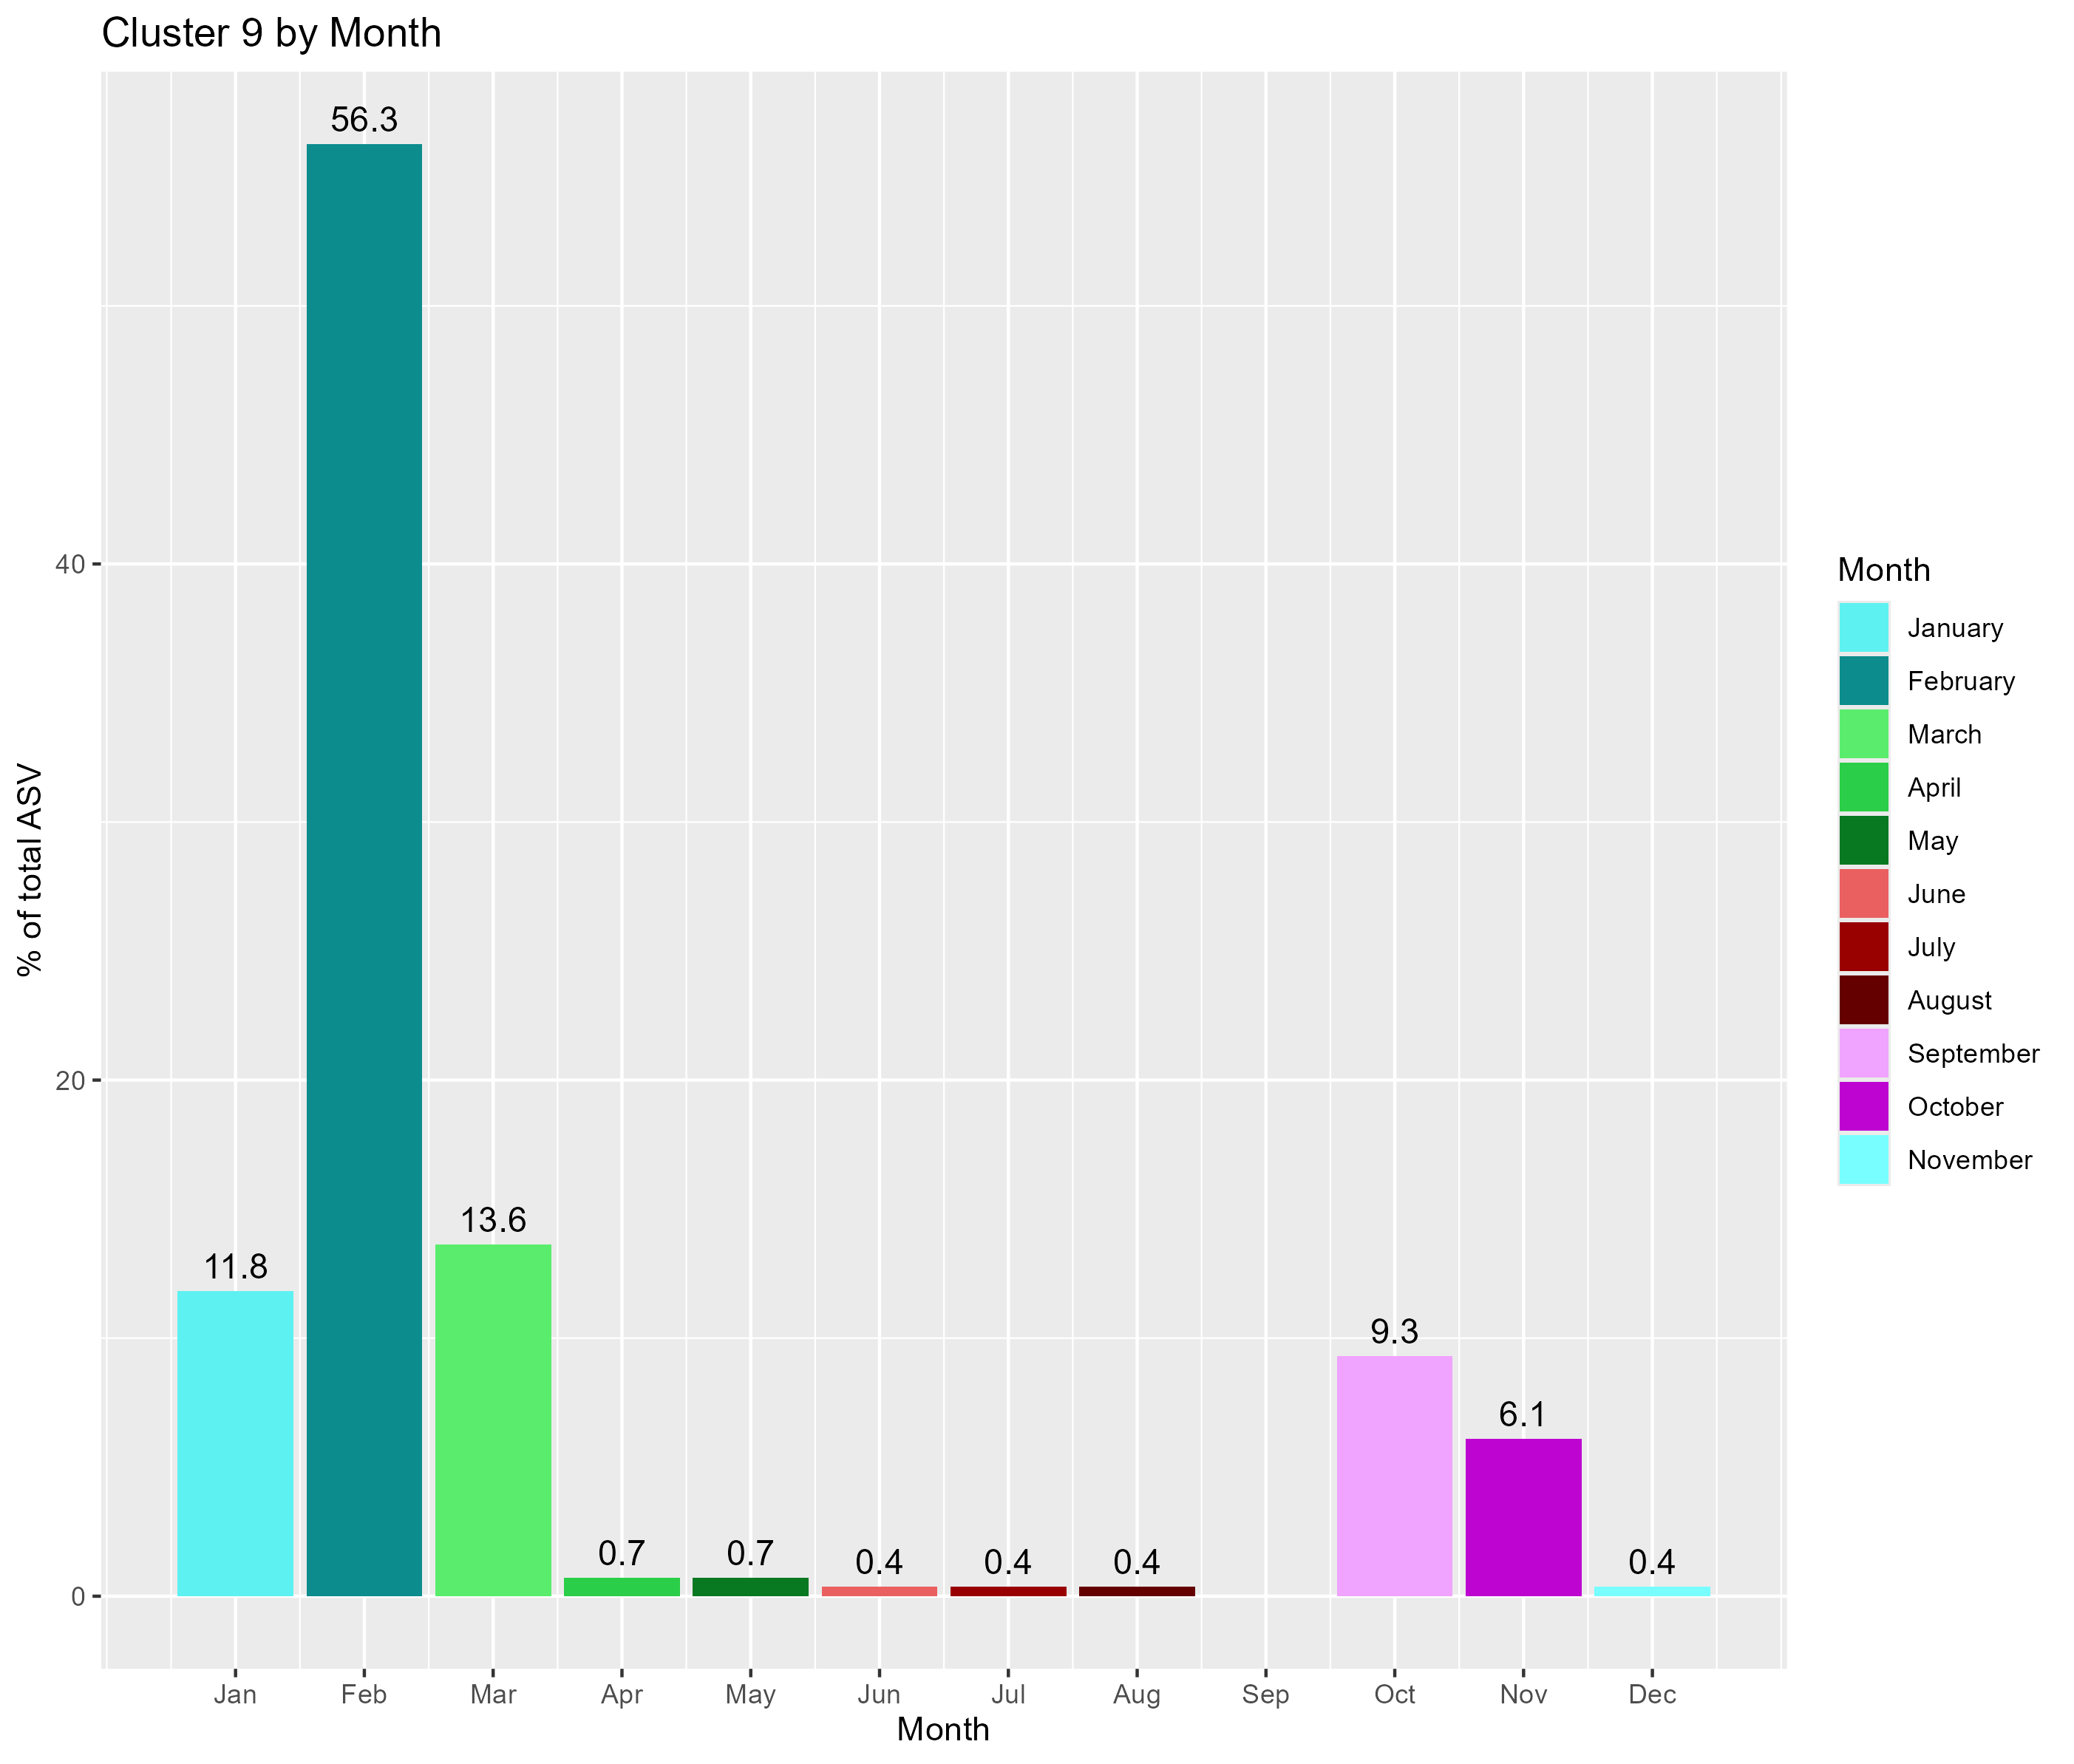 Cluster 9 by Month
% of total ASV
40
20
0
11.8
56.3
13.6
0.7
0.7
0.4
0.4
0.4
9.3
6.1
0.4
Jan Feb Mar Apr May Jun Jul Aug Sep Oct Nov Dec
Month
Month
January
February
March
April
May
June
July
August
September
October
November